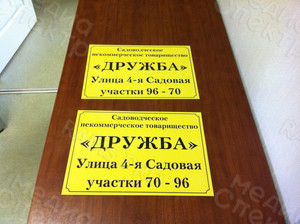 Садоводческое
некоммерческое товарищество
«ДРУЖБА»
Улица 4-я Садовая
участки 96 - 70
Садоводческое
некоммерческое товарищество
«ДРУЖБА»
Улица 4-я Садовая
участки 70 - 96